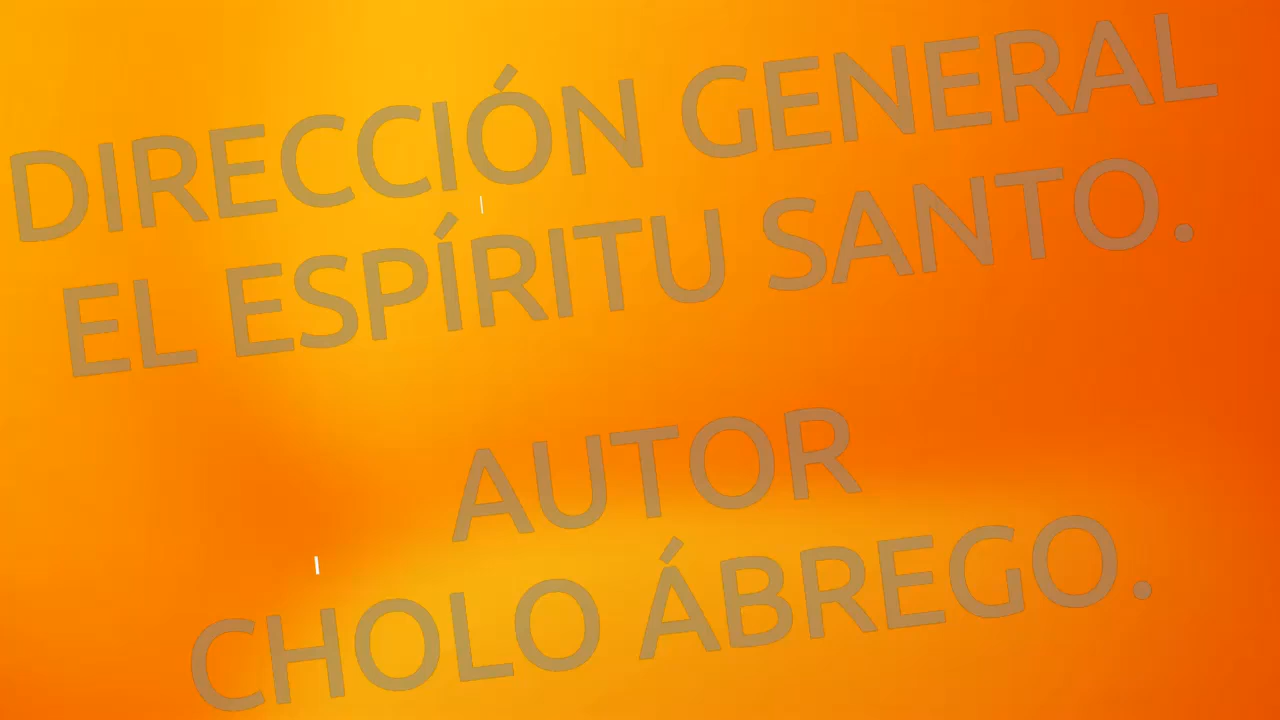 DIRECCIÓN GENERAL
EL ESPÍRITU SANTO.
AUTOR
CHOLO ÁBREGO.